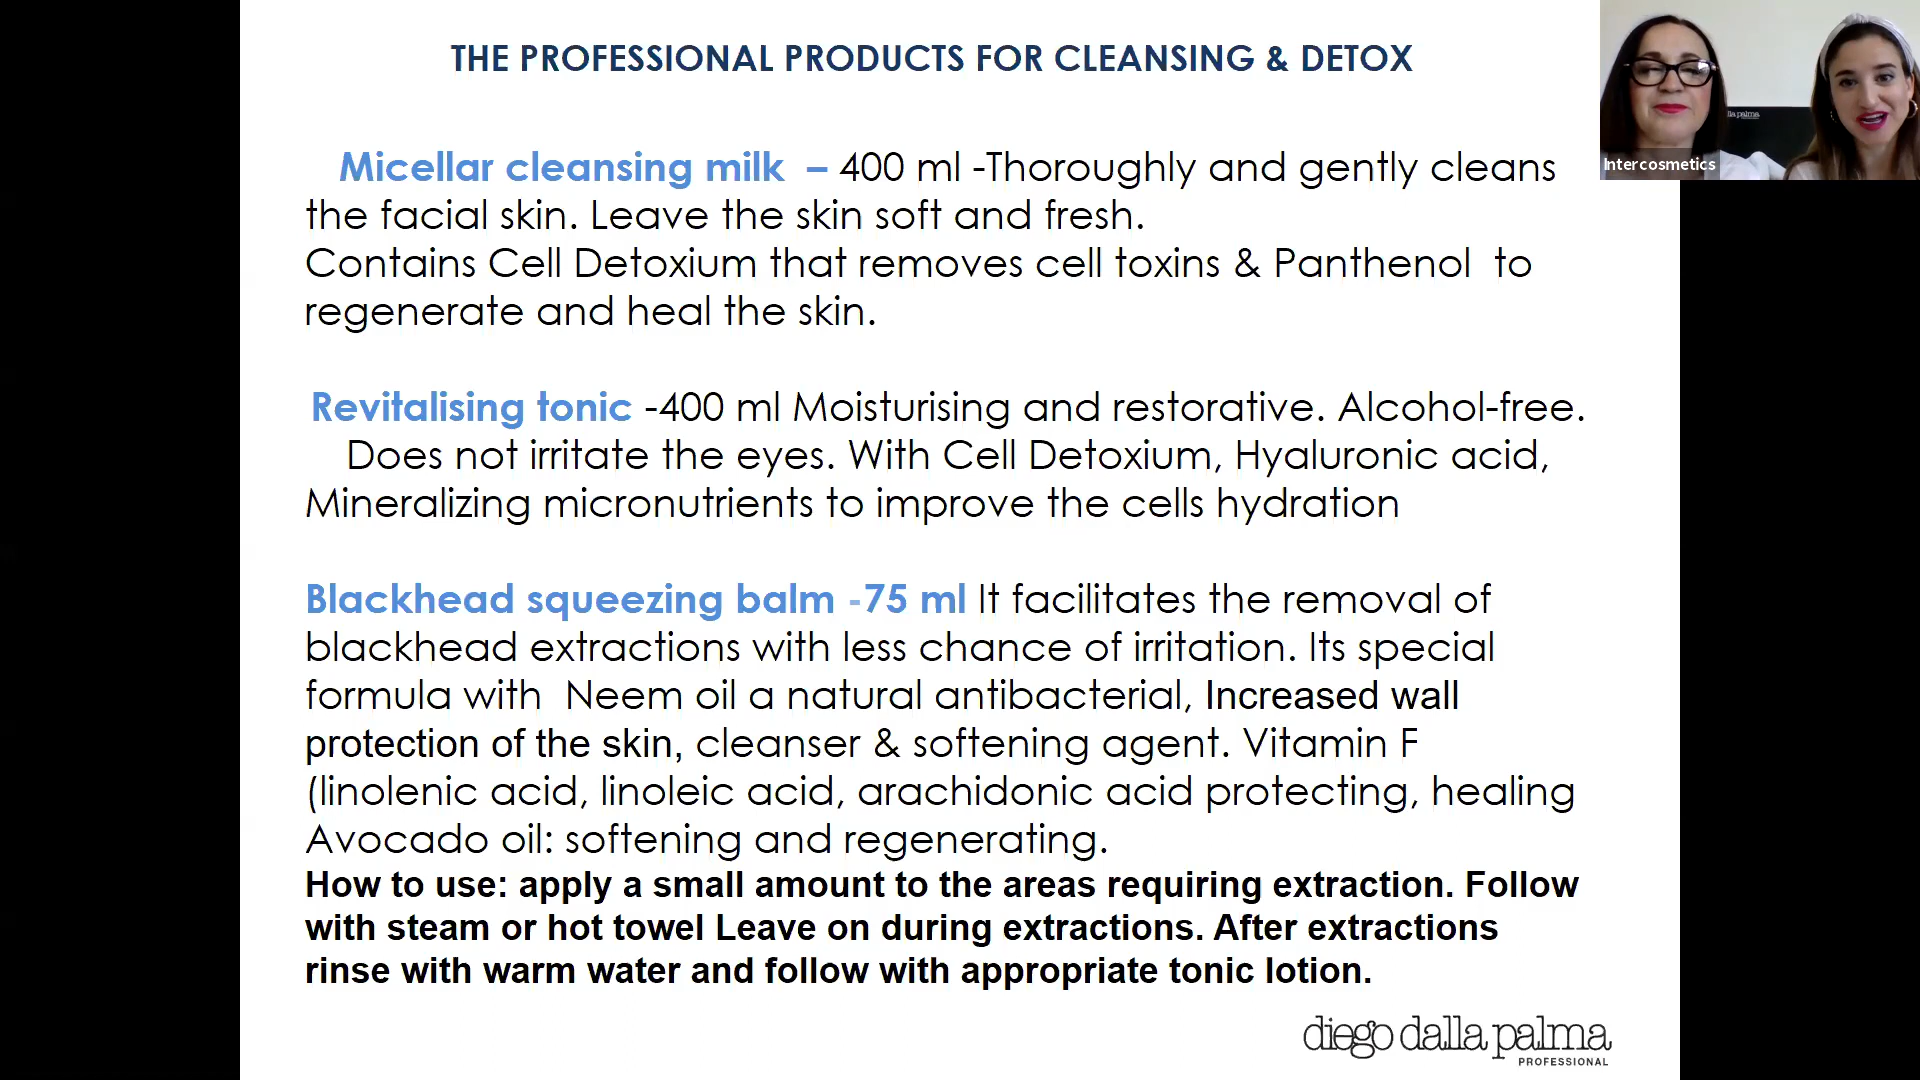 THE PROFESSIONAL PRODUCTS FOR CLEANSING & DETOX
Micellar cleansing milk – 400 ml -Thoroughly and gently cleans
the facial skin. Leave the skin soft and fresh.
Contains Cell Detoxium that removes cell toxins & Panthenol to
regenerate and heal the skin.
Revitalising tonic -400 ml Moisturising and restorative. Alcohol-free.
Does not irritate the eyes. With Cell Detoxium, Hyaluronic acid,
Mineralizing micronutrients to improve the cells hydration
Blackhead squeezing balm -75 ml It facilitates the removal of
blackhead extractions with less chance of irritation. Its special
formula with Neem oil a natural antibacterial, Increased wall
protection of the skin, cleanser & softening agent. Vitamin F
(linolenic acid, linoleic acid, arachidonic acid protecting, healing
Avocado oil: softening and regenerating.
How to use: apply a small amount to the areas requiring extraction. Follow
with steam or hot towel Leave on during extractions. After extractions
rinse with warm water and follow with appropriate tonic lotion.
diego dalla palma
PROFESSIONAL
lla palma
Intercosmetics